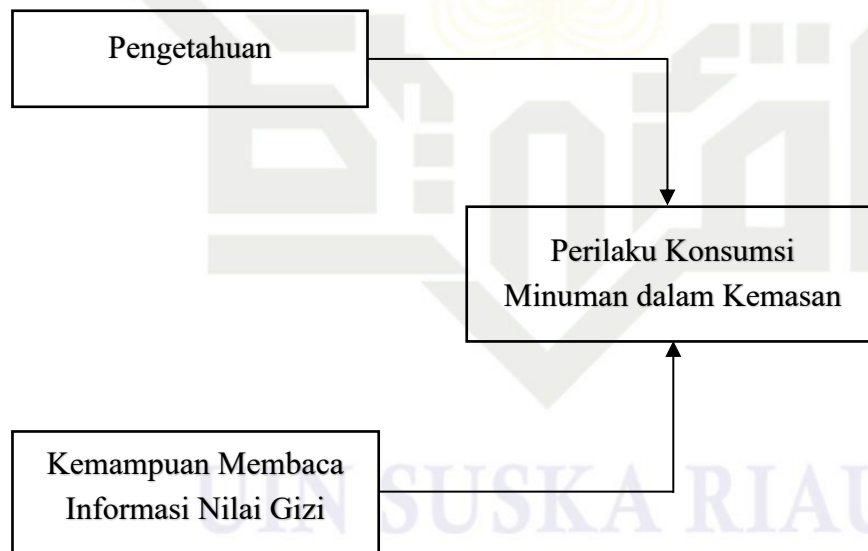 Pengetahuan
Perilaku Konsumsi
Minuman dalam Kemasan
Kemampuan Membaca
Informasi Nilai Gizi
UIN SUSKA RIAU